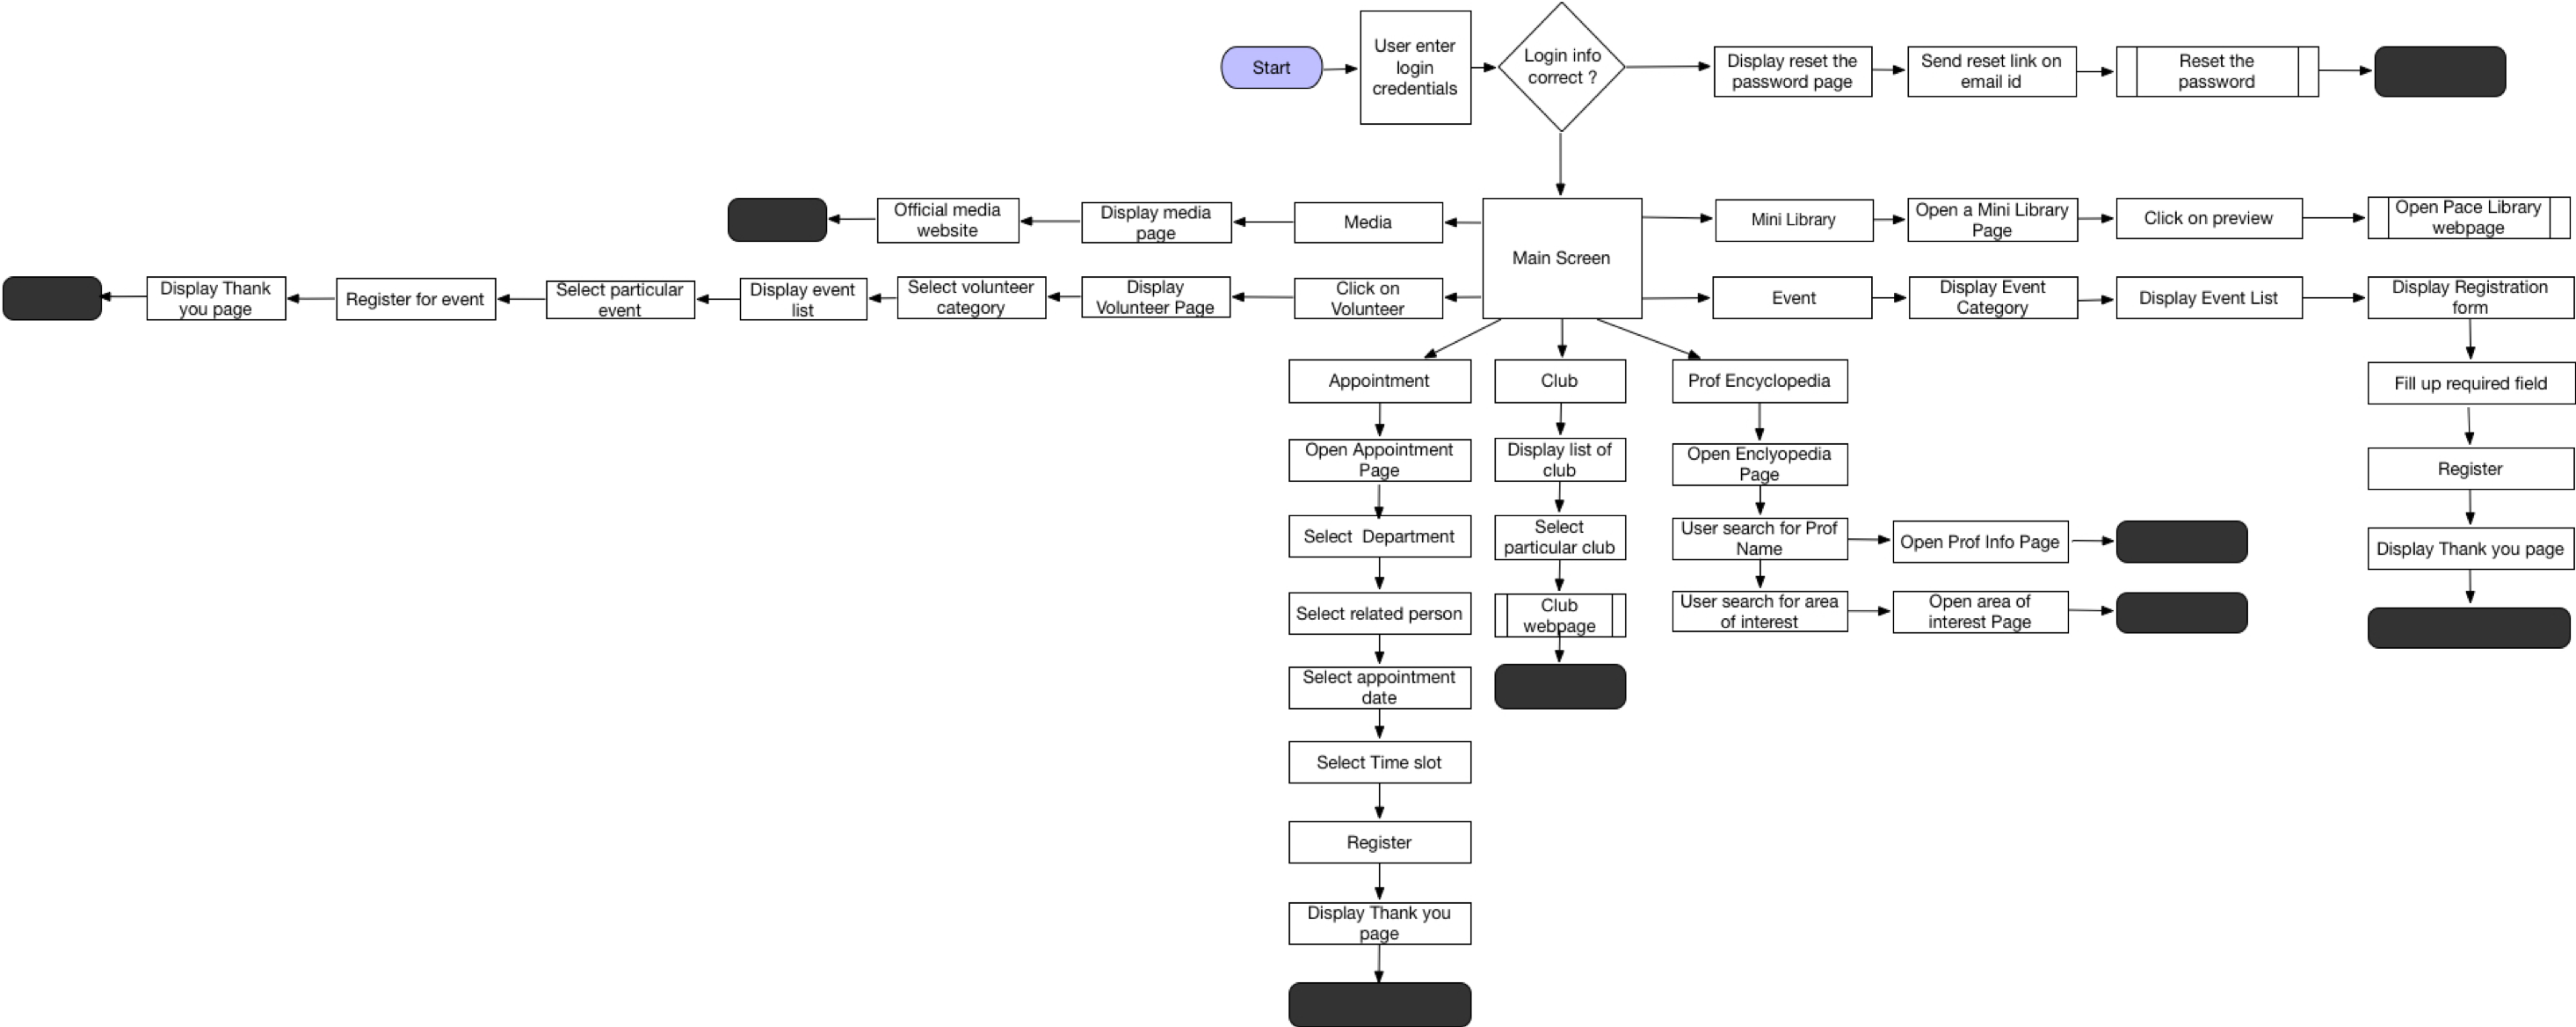 Start
User enter
login
credentials
Login info
correct ?
Display reset the
password page
Send reset link on
email id
Reset the
password
Official media
website
Display media
page
Media
Main Screen
Mini Library
Open a Mini Library
Page
Click on preview
Open Pace Library
webpage
Display Thank
you page
Register for event
Select particular
event
Display event
list
Select volunteer
category
Display
Volunteer Page
Click on
Volunteer
Event
Display Event
Category
Display Event List
Display Registration
form
Appointment
Club
Prof Encyclopedia
Fill up required field
Open Appointment
Page
Display list of
club
Open Enclyopedia
Page
Register
Select  Department
Select
particular club
User search for Prof
Name
Open Prof Info Page
Display Thank you page
Select related person
Club
webpage
User search for area
of interest
Open area of
interest Page
Select appointment
date
Select Time slot
Register
Display Thank you
page